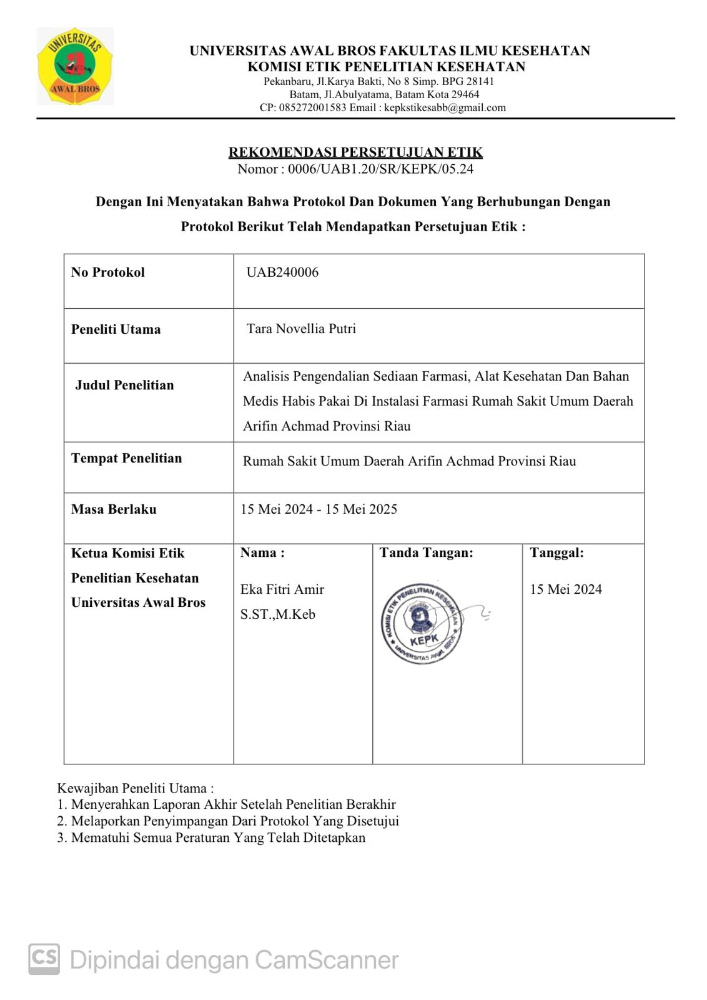 UNIVERSITAS
AWAL BROS
UNIVERSITAS AWAL BROS FAKULTAS ILMU KESEHATAN
KOMISI ETIK PENELITIAN KESEHATAN
Pekanbaru, Jl.Karya Bakti, No 8 Simp. BPG 28141
Batam, Jl.Abulyatama, Batam Kota 29464
CP: 085272001583 Email : kepkstikesabb@gmail.com
REKOMENDASI PERSETUJUAN ETIK
Nomor : 0006/UAB1.20/SR/KEPK/05.24
Dengan Ini Menyatakan Bahwa Protokol Dan Dokumen Yang Berhubungan Dengan
Protokol Berikut Telah Mendapatkan Persetujuan Etik :
No Protokol
UAB240006
Peneliti Utama
Tara Novellia Putri
Judul Penelitian
Analisis Pengendalian Sediaan Farmasi, Alat Kesehatan Dan Bahan
Medis Habis Pakai Di Instalasi Farmasi Rumah Sakit Umum Daerah
Arifin Achmad Provinsi Riau
Tempat Penelitian
Rumah Sakit Umum Daerah Arifin Achmad Provinsi Riau
Masa Berlaku
15 Mei 2024 - 15 Mei 2025
Ketua Komisi Etik
Penelitian Kesehatan
Universitas Awal Bros
Nama :
Eka Fitri Amir
S.ST.,M.Keb
Tanda Tangan:
KOMISI ETIK PENELITIAN KESEHATAN
KEPK
UNIVERSITAS AWAL BROS
Tanggal:
15 Mei 2024
Kewajiban Peneliti Utama :
1. Menyerahkan Laporan Akhir Setelah Penelitian Berakhir
2. Melaporkan Penyimpangan Dari Protokol Yang Disetujui
3. Mematuhi Semua Peraturan Yang Telah Ditetapkan
CS Dipindai dengan CamScanner